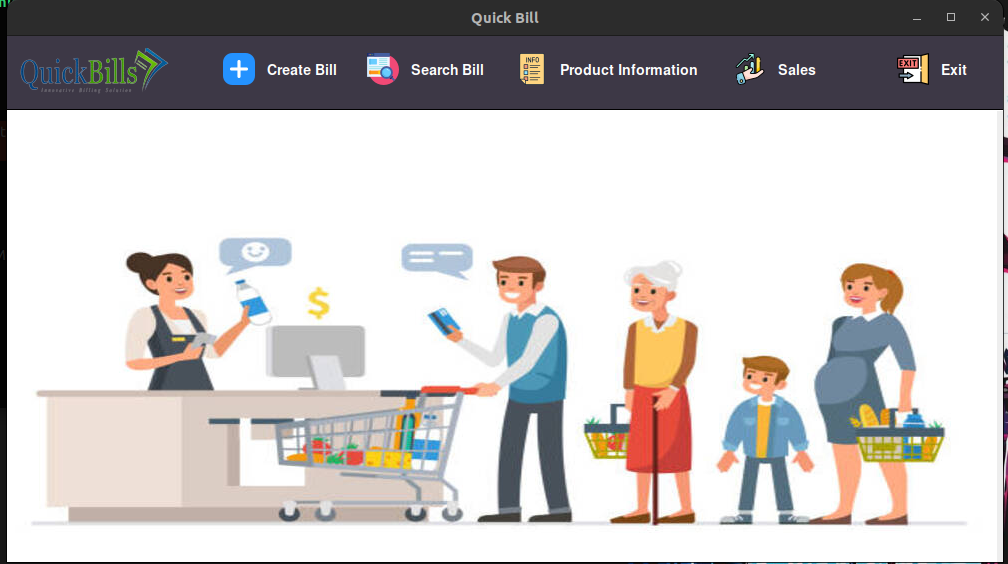 Quick Bill
QuickBills
Innovative Billing Solution
Create Bill
Search Bill
INFO
Product Information
Sales
EXIT
Exit
$